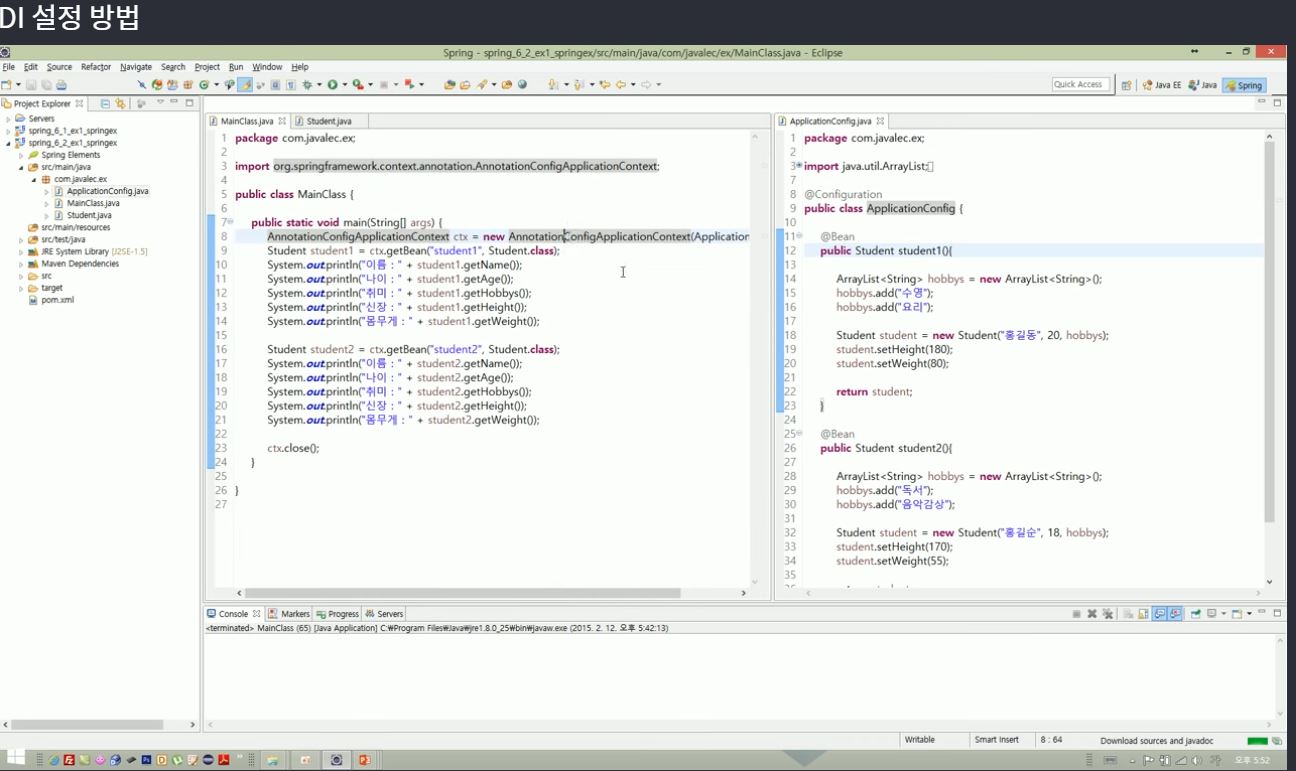 DI 설정 방법
Spring - spring_6_2_ex1_springex/src/main/java/com/javalec/ex/MainClass.java - Eclipse
File Edit Source Refactor Navigate Search Project Run Window Help
Quick Access Java EE Java Spring
Project Explorer
Servers
spring_6_1_ex1_springex
spring_6_2_ex1_springex
Spring Elements
src/main/java
com.javalec.ex
ApplicationConfig.java
MainClass.java
Student.java
src/main/resources
src/test/java
JRE System Library [J2SE-1.5]
Maven Dependencies
src
target
pom.xml
MainClass.java Student.java
1 package com.javalec.ex;
2
3 import org.springframework.context.annotation.AnnotationConfigApplicationContext;
4
5 public class MainClass {
6
7 public static void main(String[] args) {
8 AnnotationConfigApplicationContext ctx = new AnnotationConfigApplicationContext(Application
9 Student student1 = ctx.getBean("student1", Student.class);
10 System.out.println("이름 : " + student1.getName());
11 System.out.println("나이 : " + student1.getAge());
12 System.out.println("취미 : " + student1.getHobbys());
13 System.out.println("신장 : " + student1.getHeight());
14 System.out.println("몸무게 : " + student1.getWeight());
15
16 Student student2 = ctx.getBean("student2", Student.class);
17 System.out.println("이름 : " + student2.getName());
18 System.out.println("나이 : " + student2.getAge());
19 System.out.println("취미 : " + student2.getHobbys());
20 System.out.println("신장 : " + student2.getHeight());
21 System.out.println("몸무게 : " + student2.getWeight());
22
23 ctx.close();
24 }
25
26 }
27
ApplicationConfig.java
1 package com.javalec.ex;
2
3 import java.util.ArrayList;
7
8 @Configuration
9 public class ApplicationConfig {
10
11 @Bean
12 public Student student1(){
13
14 ArrayList<String> hobbys = new ArrayList<String>();
15 hobbys.add("수영");
16 hobbys.add("요리");
17
18 Student student = new Student("홍길동", 20, hobbys);
19 student.setHeight(180);
20 student.setWeight(80);
21
22 return student;
23 }
24
25 @Bean
26 public Student student2(){
27
28 ArrayList<String> hobbys = new ArrayList<String>();
29 hobbys.add("독서");
30 hobbys.add("음악감상");
31
32 Student student = new Student("홍길순", 18, hobbys);
33 student.setHeight(170);
34 student.setWeight(55);
35
Console Markers Progress Servers
<terminated> MainClass (65) [Java Application] C:₩Program Files₩Java₩jre1.8.0_25₩bin₩javaw.exe (2015. 2. 12. 오후 5:42:13)
Writable Smart Insert 8 : 64 Download sources and javadoc
오후 5:52